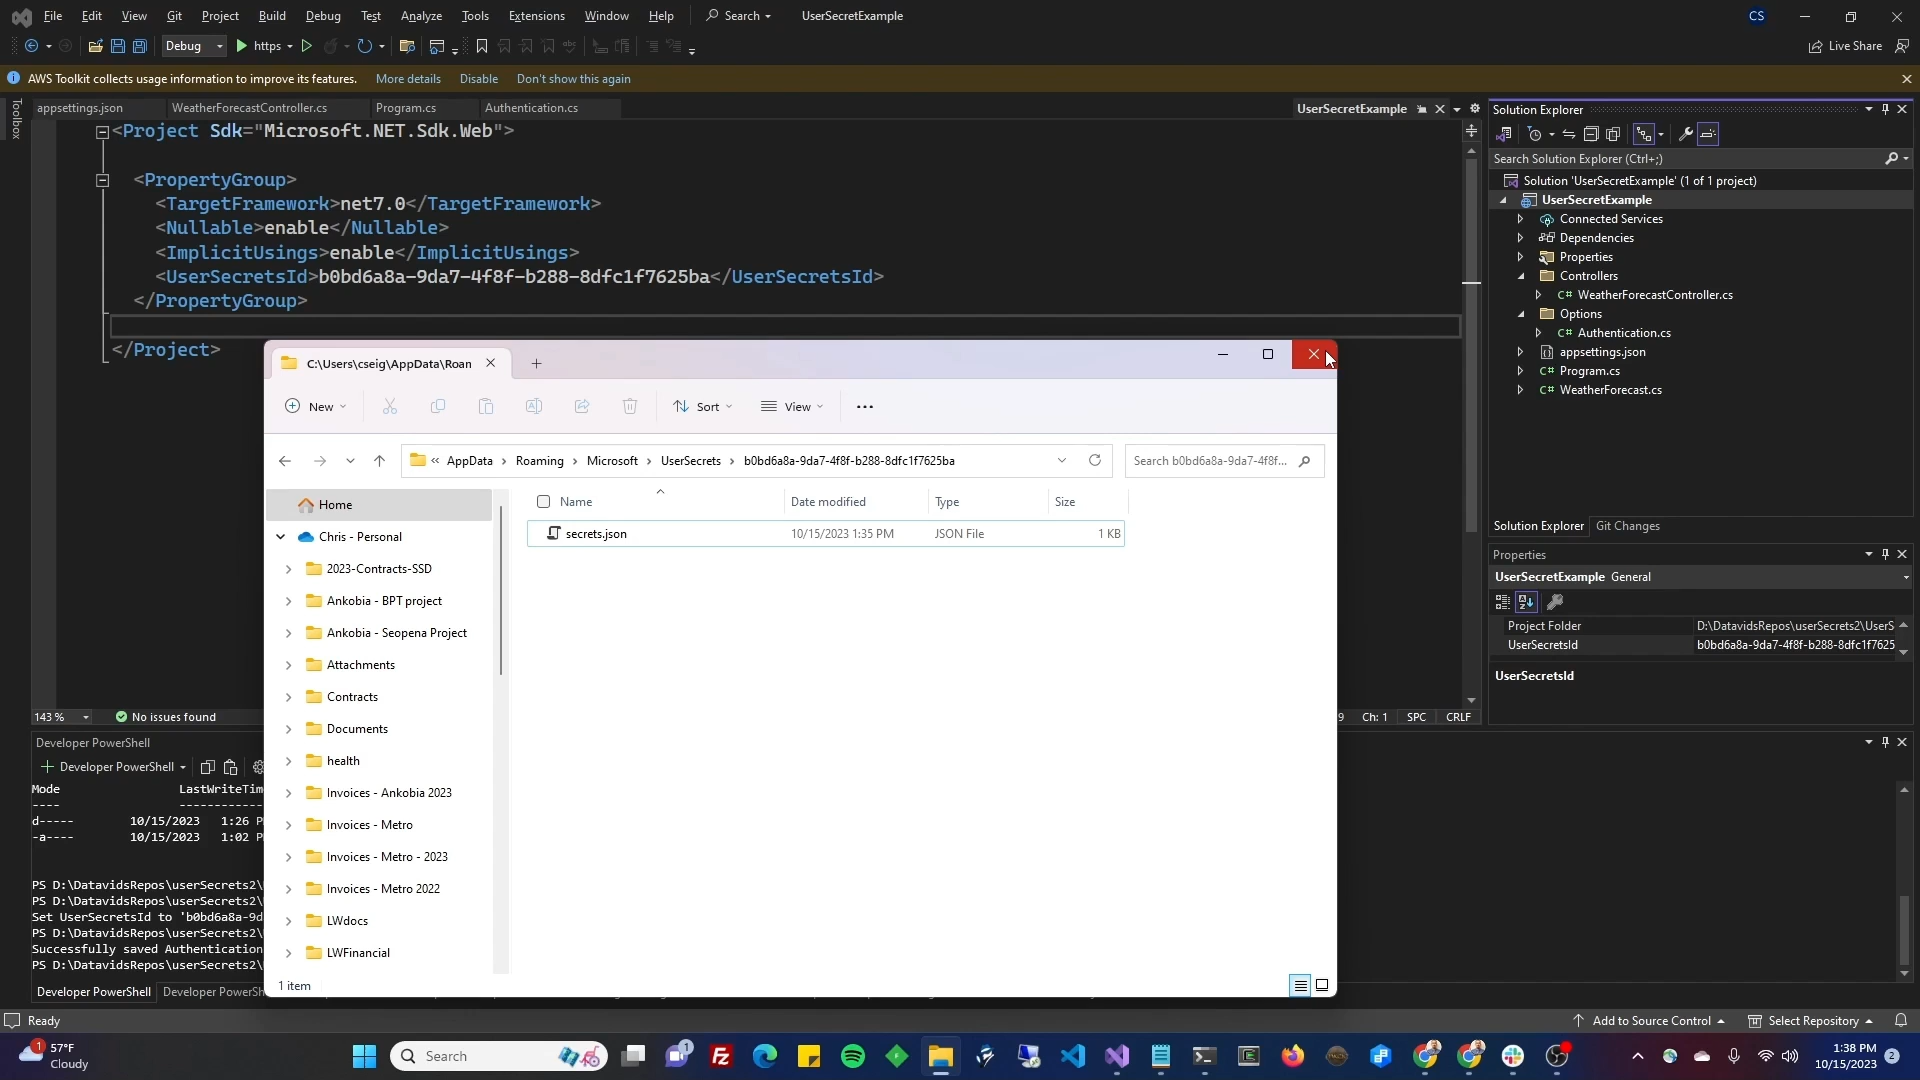 File Edit View Git Project Build Debug Test Analyze Tools Extensions Window Help Search UserSecretExample CS
Debug https Live Share
AWS Toolkit collects usage information to improve its features. More details Disable Don't show this again
Toolbox
appsettings.json WeatherForecastController.cs Program.cs Authentication.cs UserSecretExample
<Project Sdk="Microsoft.NET.Sdk.Web">
<PropertyGroup>
<TargetFramework>net7.0</TargetFramework>
<Nullable>enable</Nullable>
<ImplicitUsings>enable</ImplicitUsings>
<UserSecretsId>b0bd6a8a-9da7-4f8f-b288-8dfc1f7625ba</UserSecretsId>
</PropertyGroup>
</Project>
Solution Explorer
Search Solution Explorer (Ctrl+;)
Solution 'UserSecretExample' (1 of 1 project)
UserSecretExample
Connected Services
Dependencies
Properties
Controllers
C# WeatherForecastController.cs
Options
C# Authentication.cs
appsettings.json
C# Program.cs
C# WeatherForecast.cs
Solution Explorer Git Changes
Properties
UserSecretExample General
Project Folder D:\DatavidsRepos\userSecrets2\UserS
UserSecretsId b0bd6a8a-9da7-4f8f-b288-8dfc1f7625
UserSecretsId
C:\Users\cseig\AppData\Roan
New Sort View
AppData Roaming Microsoft UserSecrets b0bd6a8a-9da7-4f8f-b288-8dfc1f7625ba Search b0bd6a8a-9da7-4f8f...
Name Date modified Type Size
secrets.json 10/15/2023 1:35 PM JSON File 1 KB
Home
Chris - Personal
2023-Contracts-SSD
Ankobia - BPT project
Ankobia - Seopena Project
Attachments
Contracts
Documents
health
Invoices - Ankobia 2023
Invoices - Metro
Invoices - Metro - 2023
Invoices - Metro 2022
LWdocs
LWFinancial
1 item
143 % No issues found 9 Ch: 1 SPC CRLF
Developer PowerShell
Developer PowerShell
Mode LastWriteTim
---- ------------
d----- 10/15/2023 1:26 P
-a---- 10/15/2023 1:02 P
PS D:\DatavidsRepos\userSecrets2\
PS D:\DatavidsRepos\userSecrets2\
Set UserSecretsId to 'b0bd6a8a-9d
PS D:\DatavidsRepos\userSecrets2\
Successfully saved Authentication
PS D:\DatavidsRepos\userSecrets2\
Developer PowerShell Developer PowerSh
Ready Add to Source Control Select Repository
1 57°F
Cloudy
Search 1
1:38 PM
10/15/2023 2